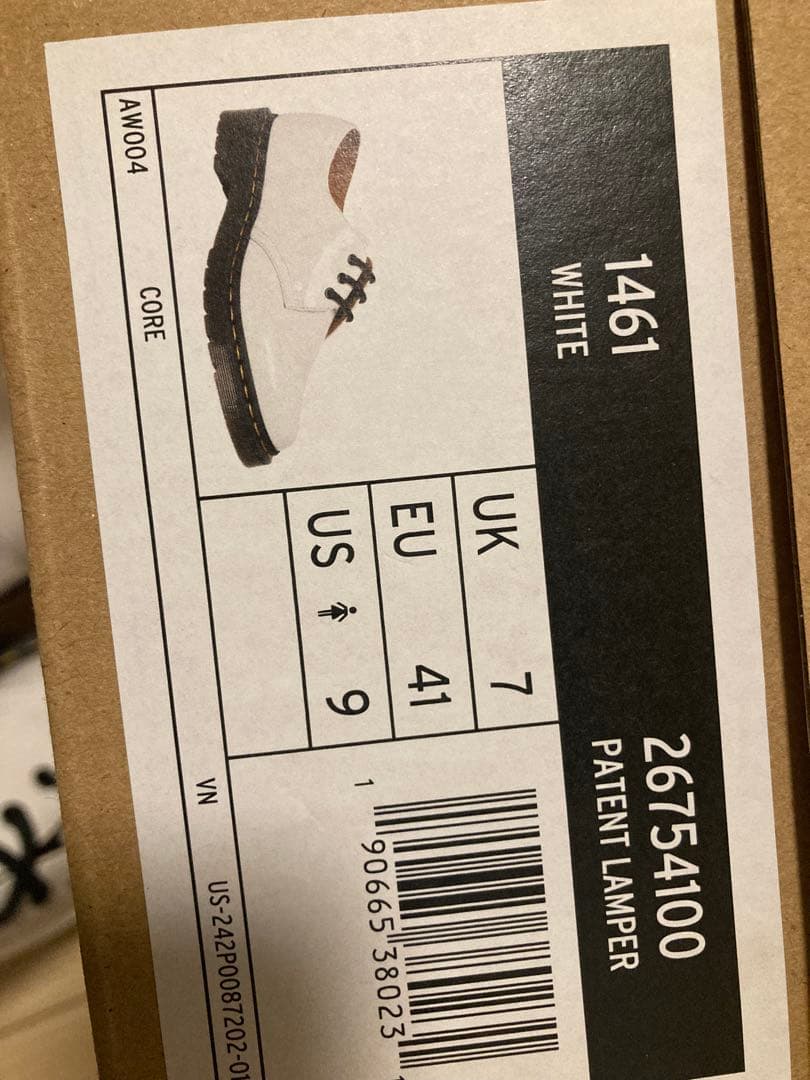 1461
26754100
WHITE
PATENT LAMPER
UK 7
EU 41
US 9
1 90665 38023
AW004
CORE
VN
US-242P0087202-01